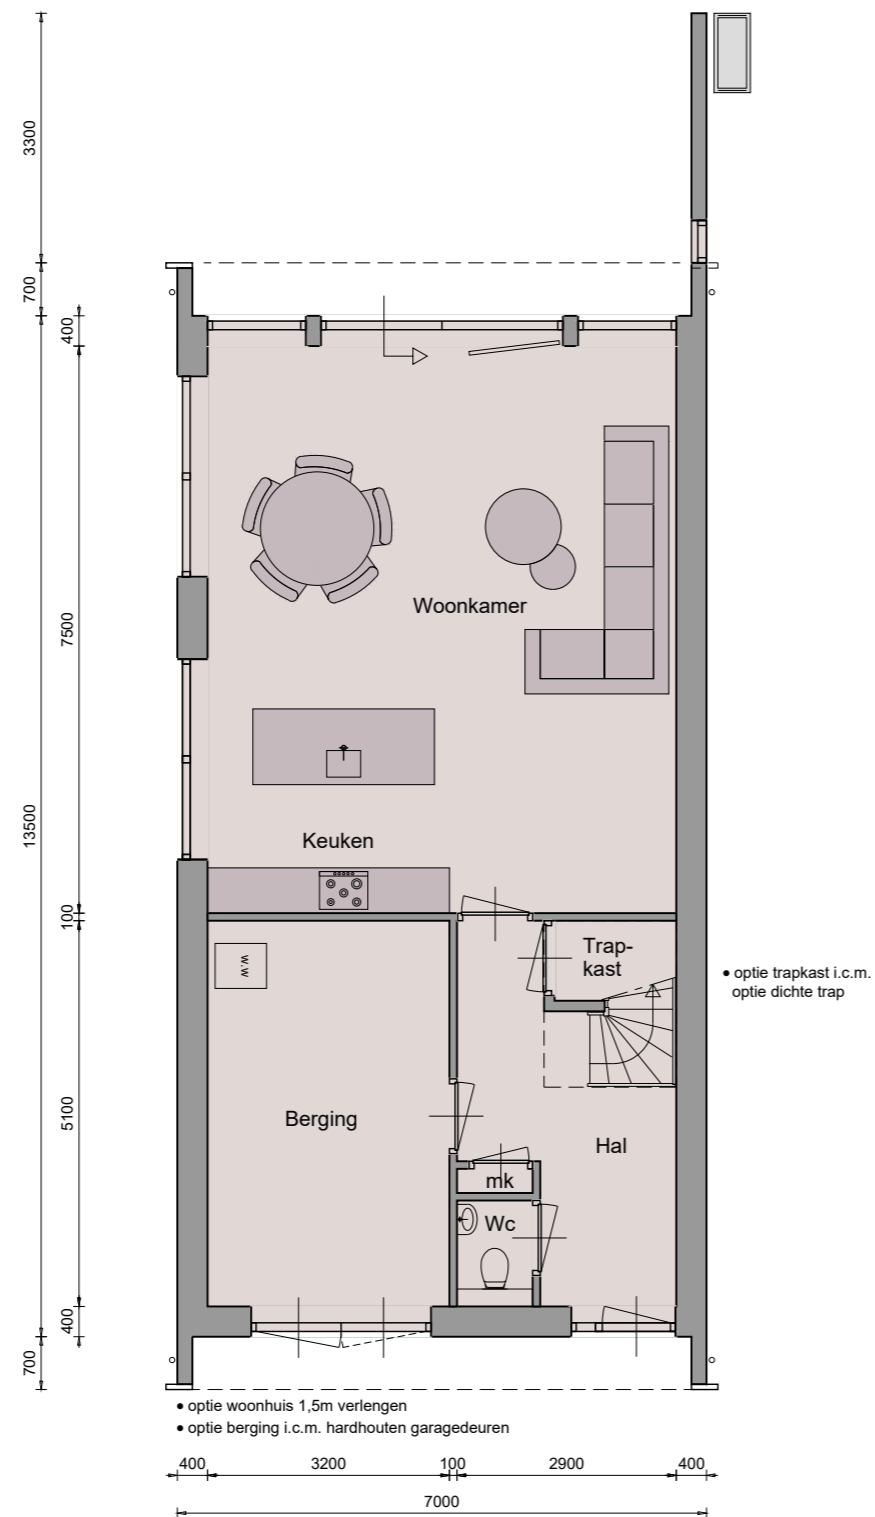 3300
700
400
7500
13500
100
5100
400
700
Woonkamer
Keuken
Trap-
kast
w.w
Berging
Hal
mk
Wc
• optie trapkast i.c.m.
optie dichte trap
• optie woonhuis 1,5m verlengen
• optie berging i.c.m. hardhouten garagedeuren
400 3200 100 2900 400
7000